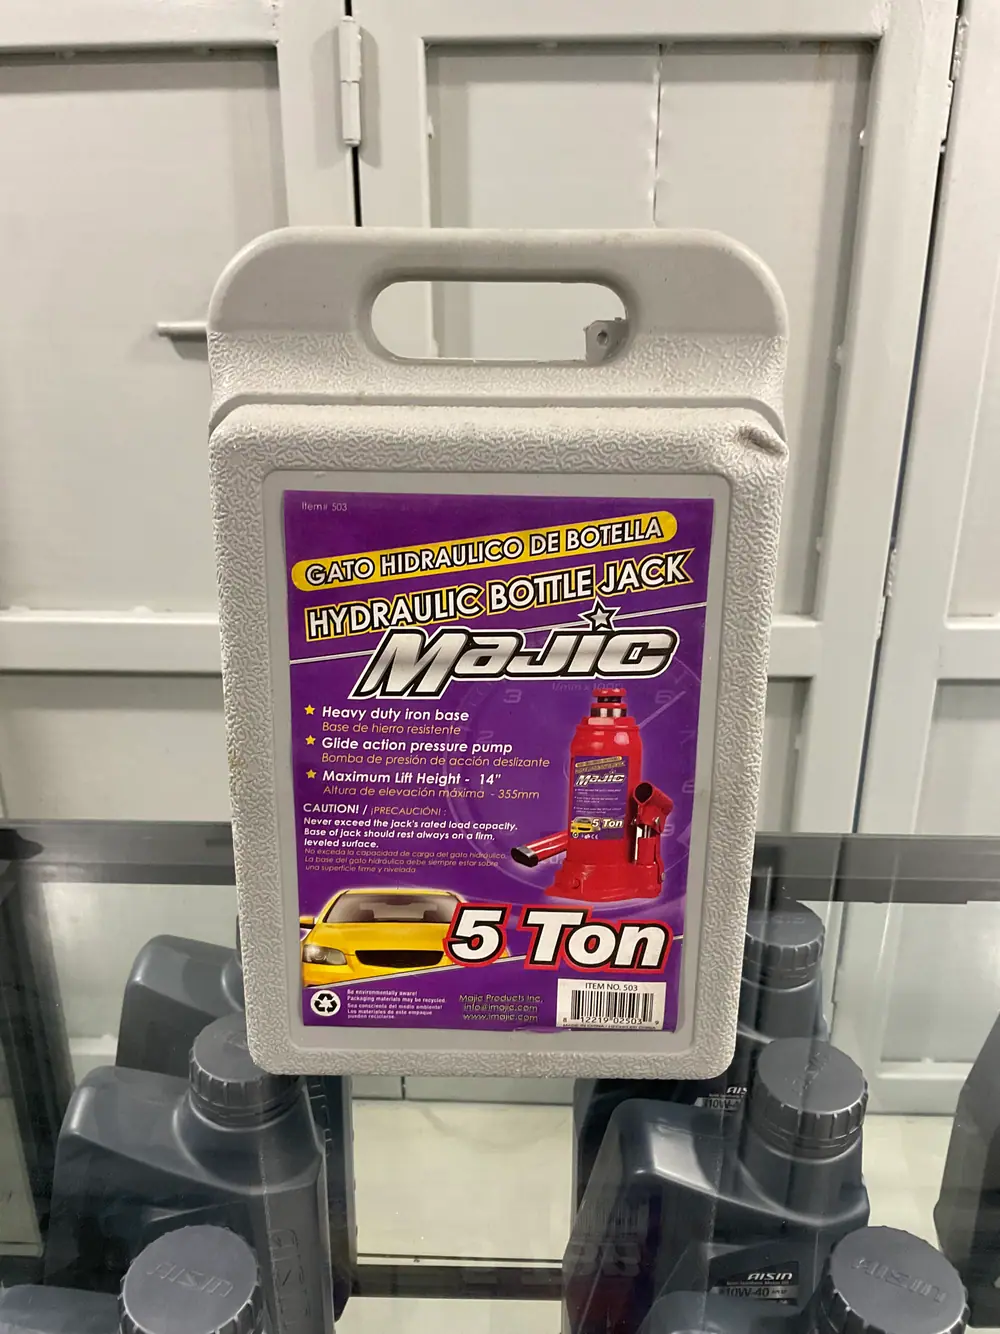 Item# 503
GATO HIDRAULICO DE BOTELLA
HYDRAULIC BOTTLE JACK
Majic
Heavy duty iron base
Base de hierro resistente
Glide action pressure pump
Bomba de presión de acción deslizante
Maximum Lift Height - 14"
Altura de elevación máxima - 355mm
CAUTION! / ¡PRECAUCIÓN! :
Never exceed the jack's rated load capacity.
Base of jack should rest always on a firm,
leveled surface.
No exceda la capacidad de carga del gato hidráulico
La base del gato hidráulico debe siempre estar sobre
una superficie firme y nivelada
Majic
5 Ton
5 Ton
Be environmentally aware!
Packaging materials may be recycled.
Sea consciente del medio ambiente!
Los materiales de este empaque
pueden reciclarse.
Majic Products Inc.
info@imajic.com
www.imajic.com
ITEM NO. 503
AISIN
10W-40
AISIN
10W-40
AISIN
AISIN